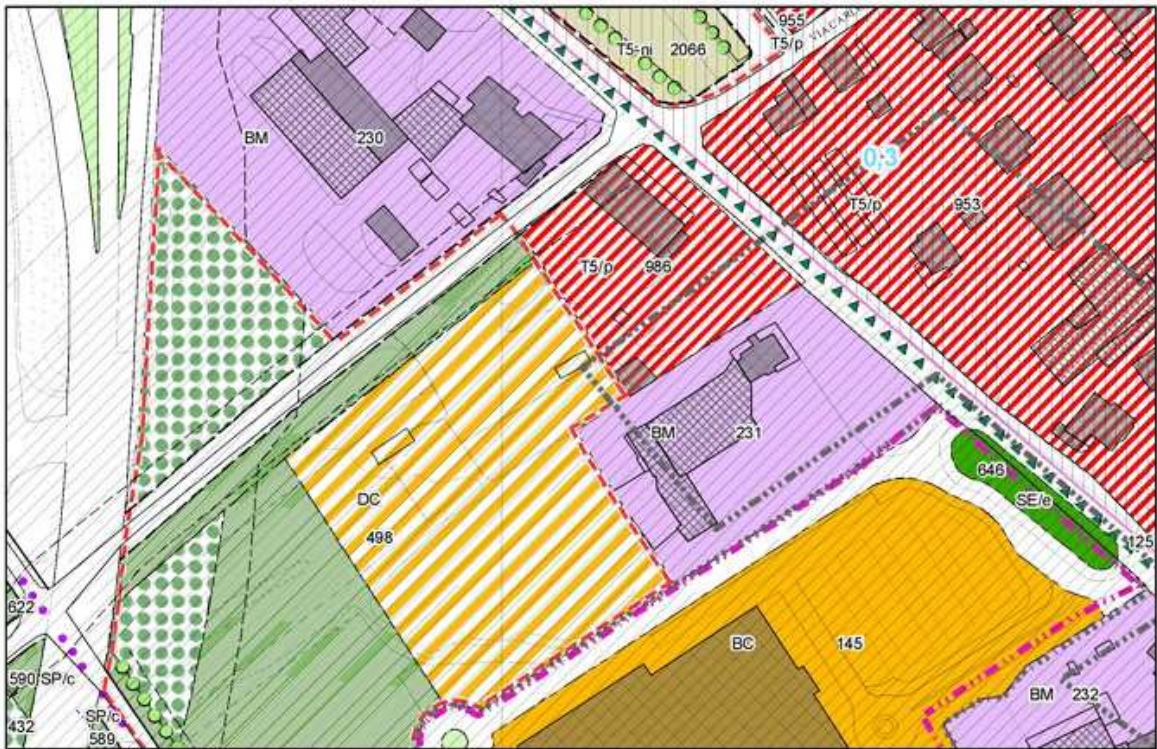 955
T5/p
T5-ni 2066
BM 230
0,3
T5/p 953
T5/p 986
BM 231
DC
498
646
SE/e
125
622
BC 145
590 SP/c
SP/c
589
432
BM 232